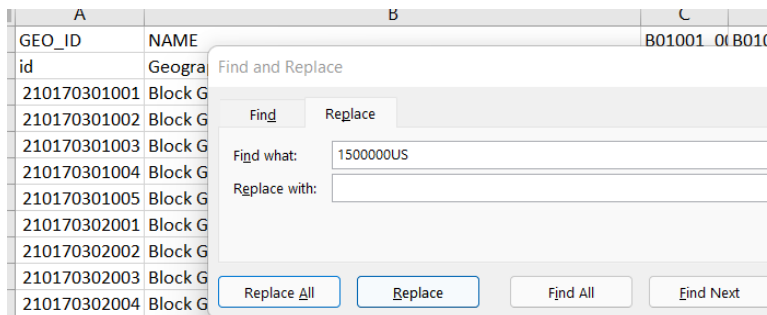 A B C
GEO_ID NAME B01001_00 B010
id Geogra Find and Replace
210170301001 Block G
210170301002 Block G Find Replace
210170301003 Block G Find what: 1500000US
210170301004 Block G Replace with:
210170301005 Block G
210170302001 Block G
210170302002 Block G
210170302003 Block G Replace All Replace Find All Find Next
210170302004 Block G